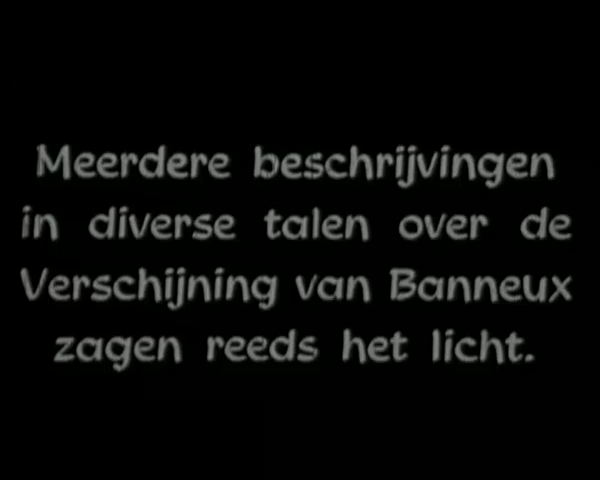 Meerdere beschrijvingen
in diverse talen over de
Verschijning van Banneux
zagen reeds het licht.